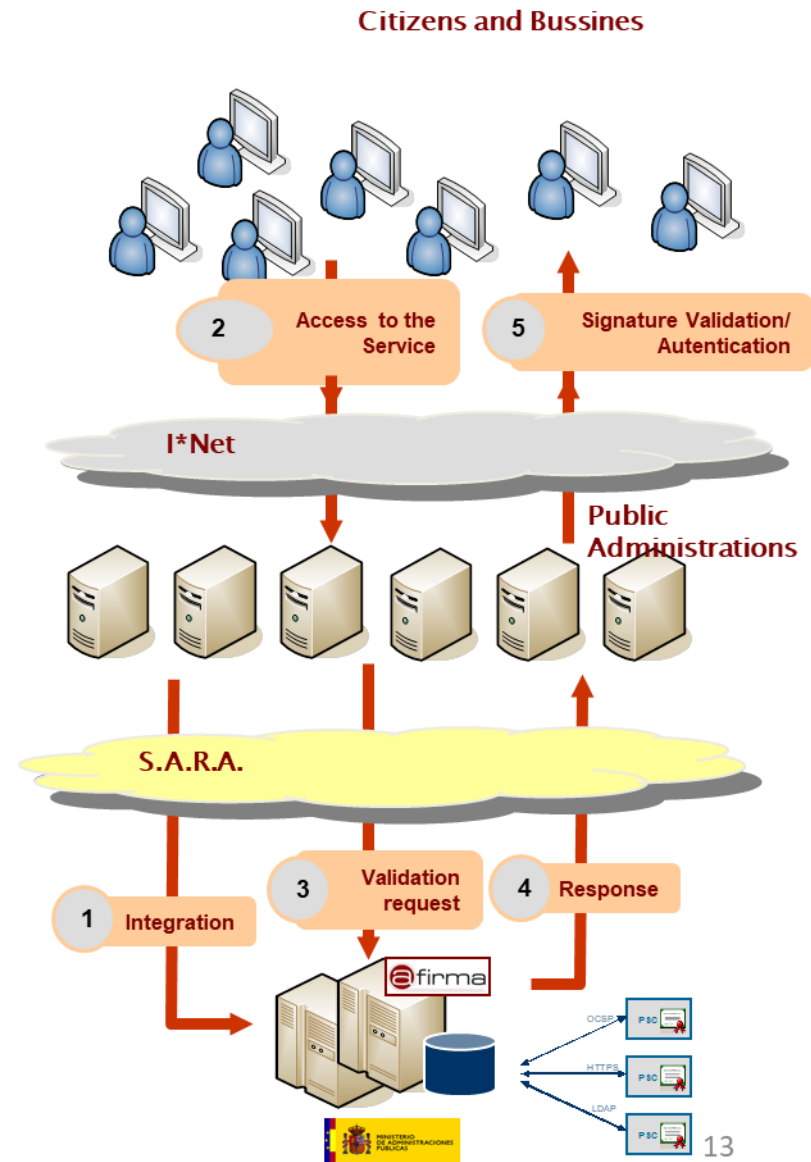 Citizens and Bussines
2
Access to the
Service
5
Signature Validation/
Autentication
I*Net
Public
Administrations
S.A.R.A.
1
Integration
3
Validation
request
4
Response
@firma
OCSP
PSC
HTTPS
PSC
LDAP
PSC
MINISTERIO
DE ADMINISTRACIONES
PÚBLICAS
13